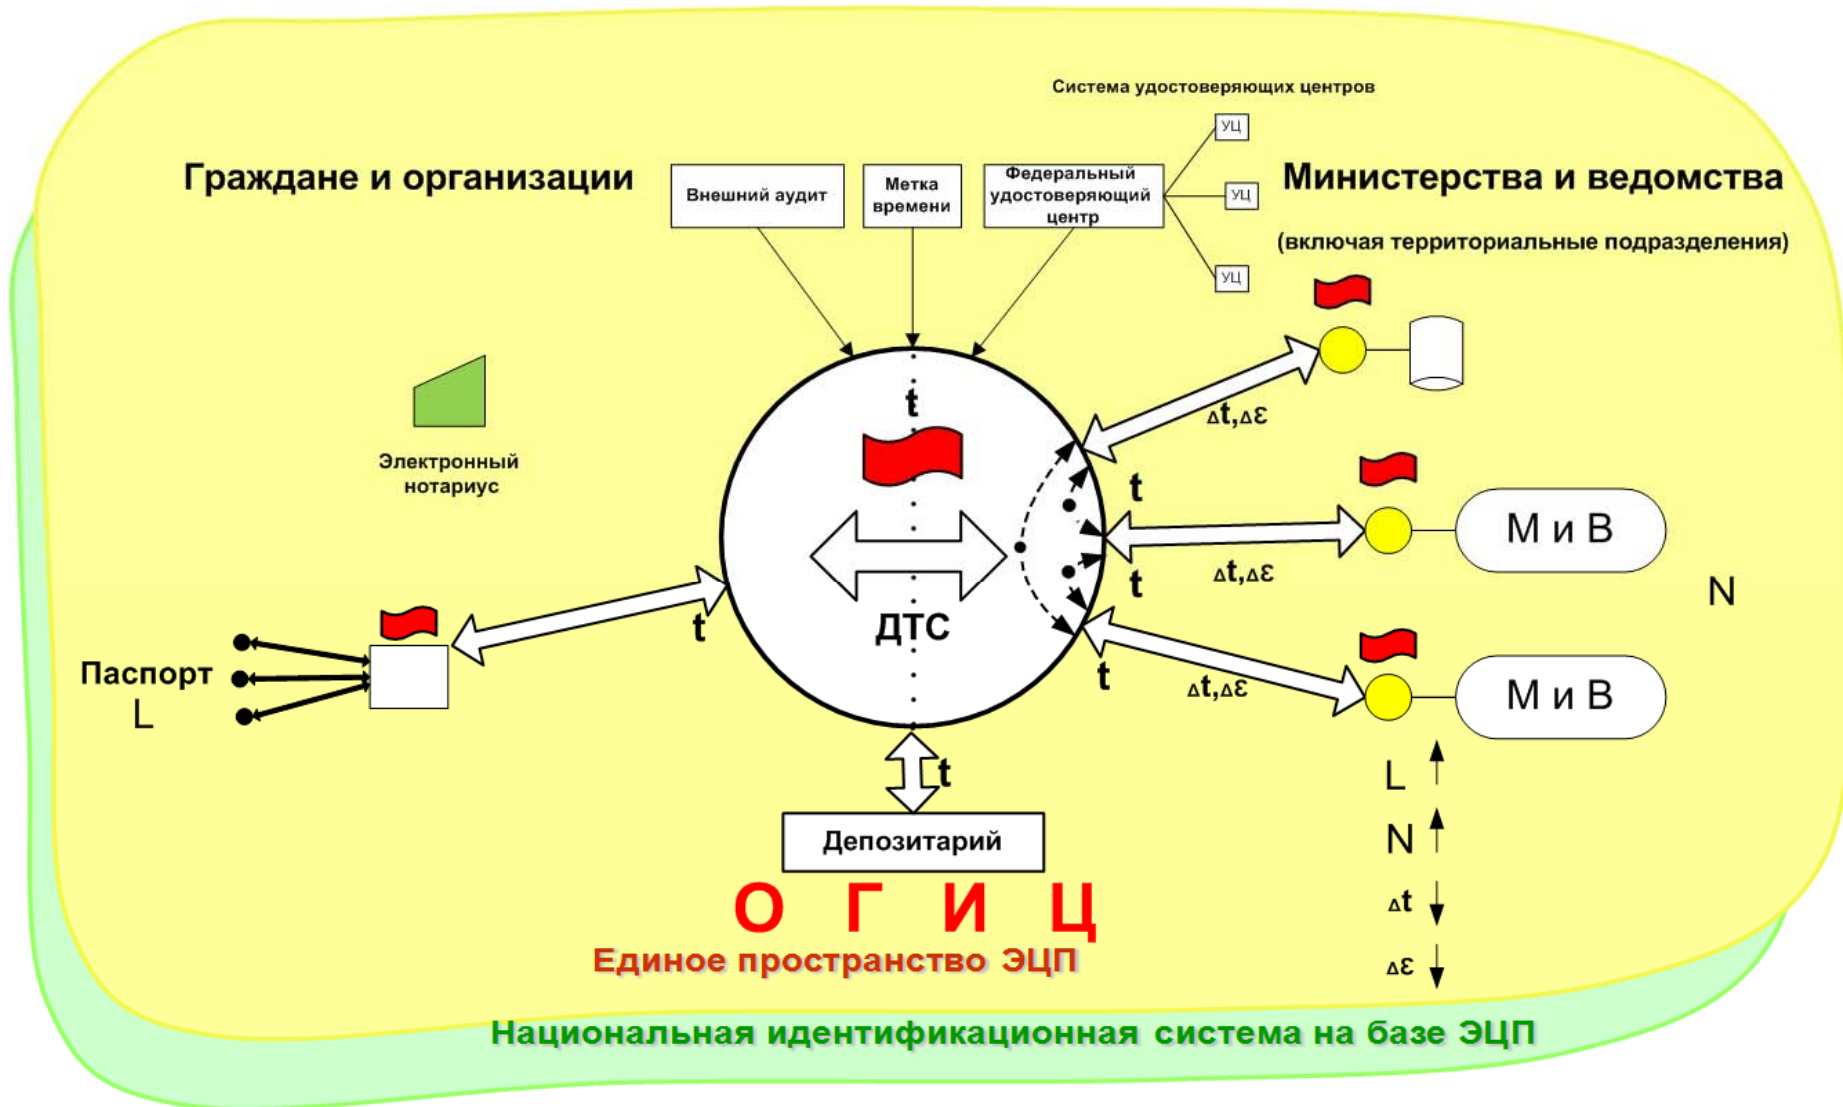 Система удостоверяющих центров
УЦ
УЦ
УЦ
Граждане и организации
Внешний аудит
Метка
времени
Федеральный
удостоверяющий
центр
Министерства и ведомства
(включая территориальные подразделения)
Электронный
нотариус
t
ДТС
Δt,Δε
t
Δt,Δε
t
М и В
N
t
Δt,Δε
М и В
t
Паспорт
L
t
Депозитарий
L
N
Δt
Δε
О Г И Ц
Единое пространство ЭЦП
Национальная идентификационная система на базе ЭЦП